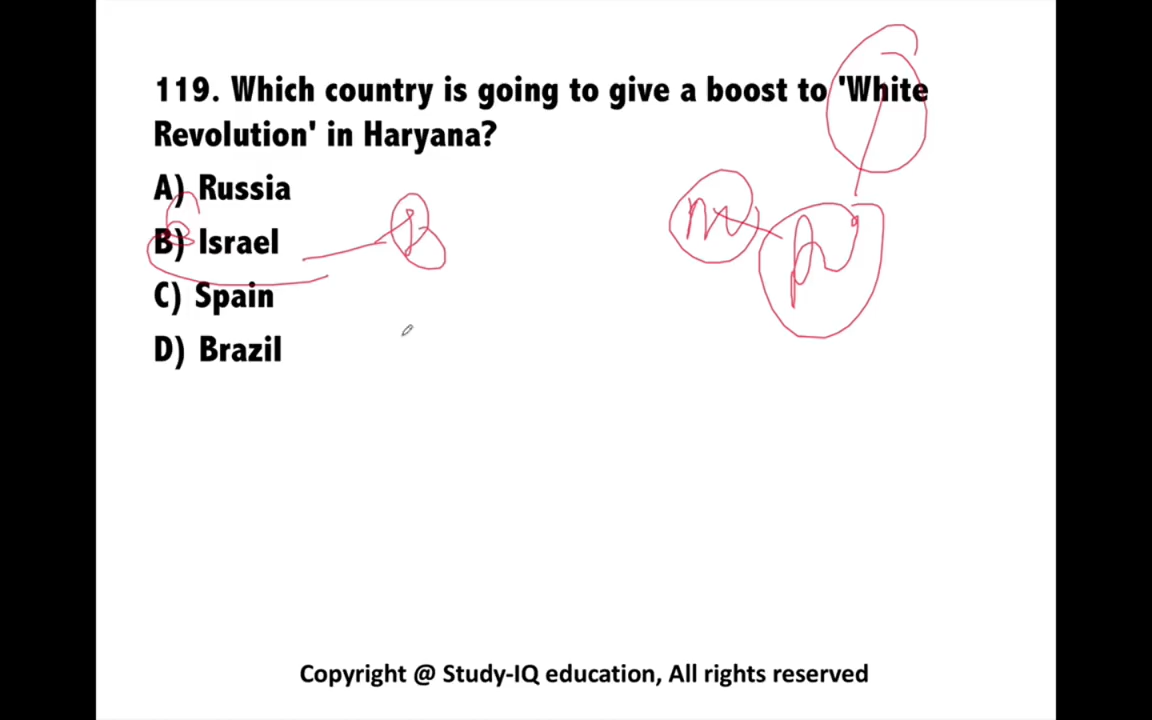 119. Which country is going to give a boost to 'White
Revolution' in Haryana?
A) Russia
B) Israel
C) Spain
D) Brazil
Copyright @ Study-IQ education, All rights reserved